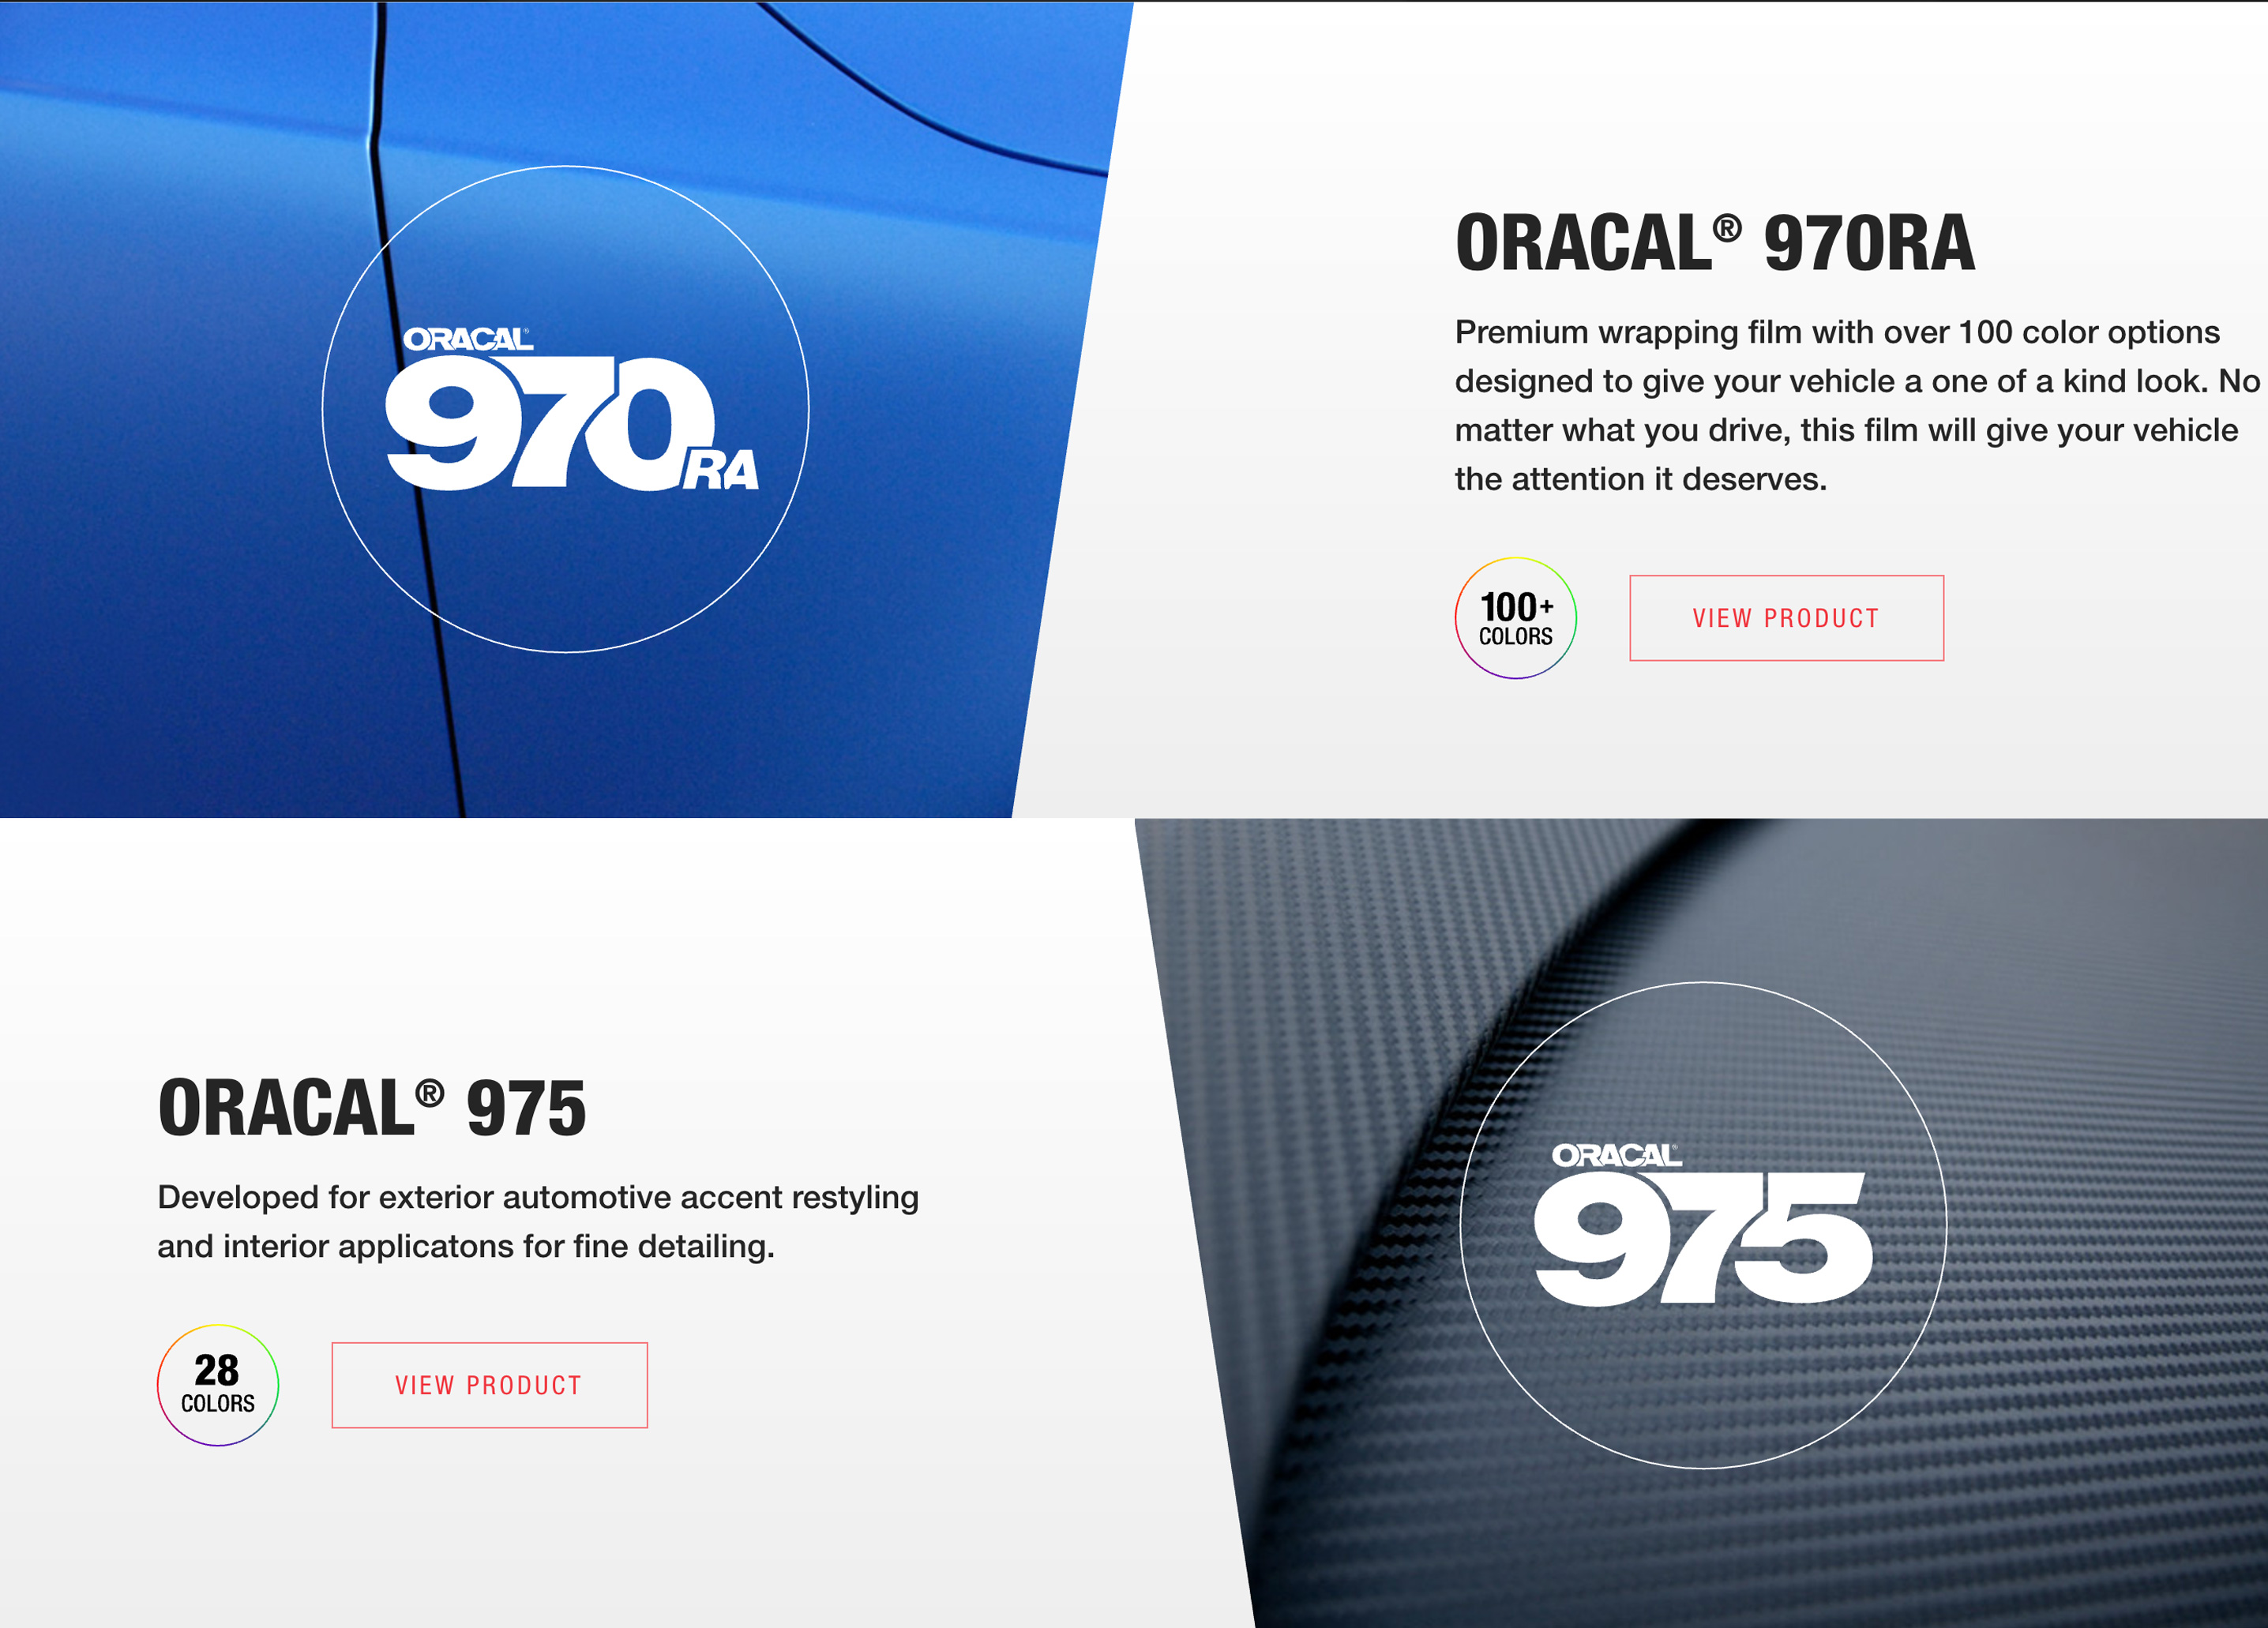 ORACAL®
970RA
ORACAL® 970RA
Premium wrapping film with over 100 color options
designed to give your vehicle a one of a kind look. No
matter what you drive, this film will give your vehicle
the attention it deserves.
100+
COLORS
VIEW PRODUCT
ORACAL® 975
Developed for exterior automotive accent restyling
and interior applicatons for fine detailing.
28
COLORS
VIEW PRODUCT
ORACAL®
975